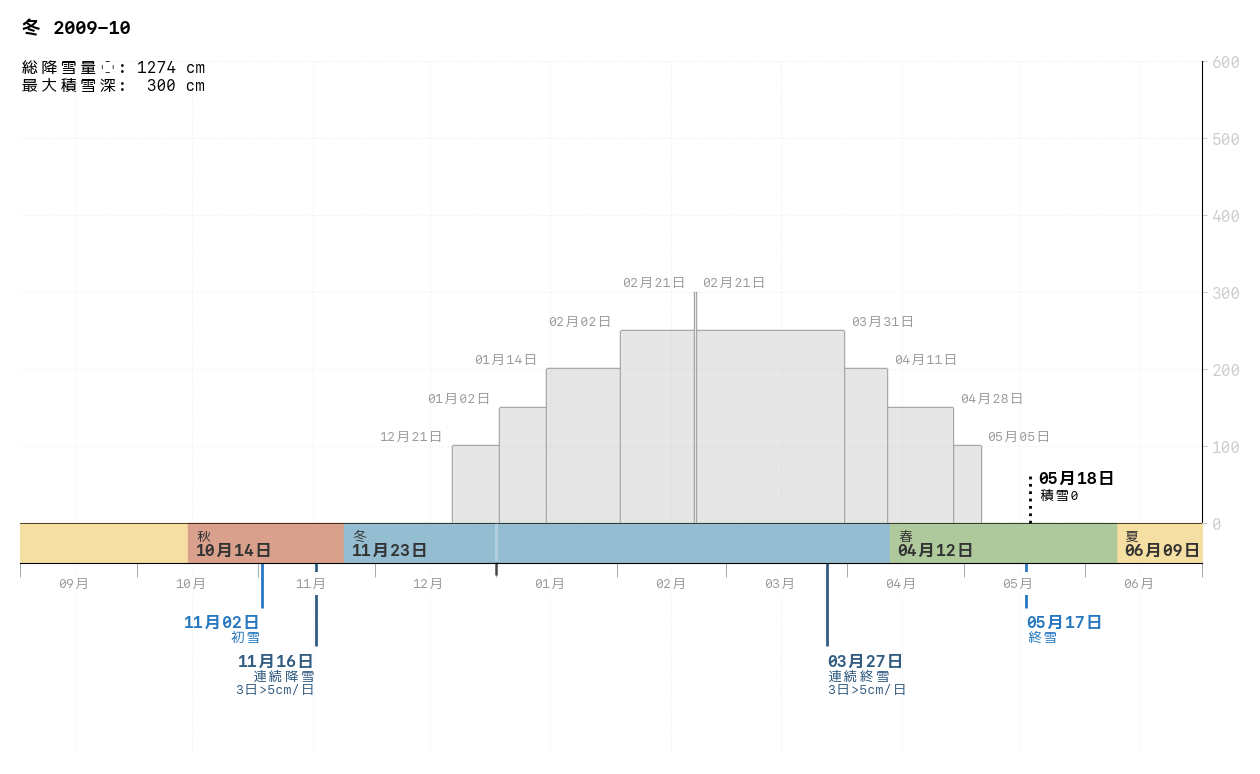 冬 2009-10
総降雪量: 1274 cm
最大積雪深: 300 cm
600
500
400
300
200
100
0
02月21日
02月21日
02月02日
03月31日
01月14日
04月11日
01月02日
04月28日
12月21日
05月05日
05月18日
積雪0
秋
10月14日
冬
11月23日
春
04月12日
夏
06月09日
09月
10月
11月
12月
01月
02月
03月
04月
05月
06月
11月02日
初雪
05月17日
終雪
11月16日
連続降雪
3日>5cm/日
03月27日
連続終雪
3日>5cm/日